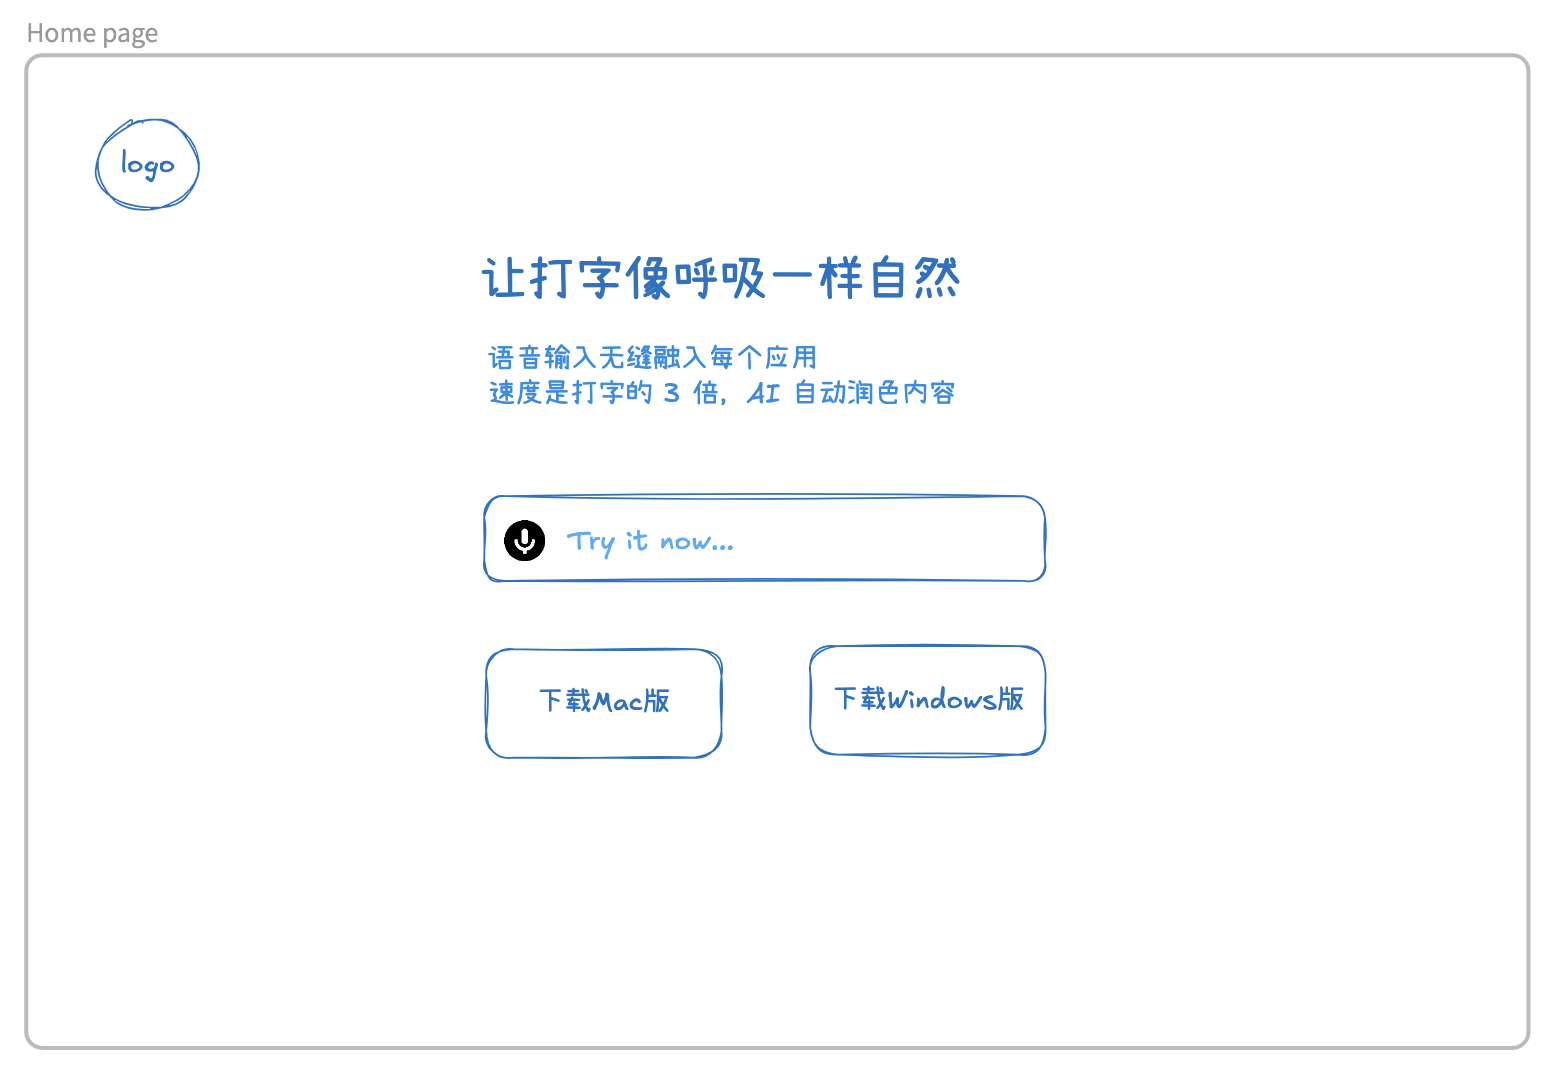 Home page
logo
让打字像呼吸一样自然
语音输入无缝融入每个应用
速度是打字的 3 倍，AI 自动润色内容
Try it now...
下载Mac版
下载Windows版